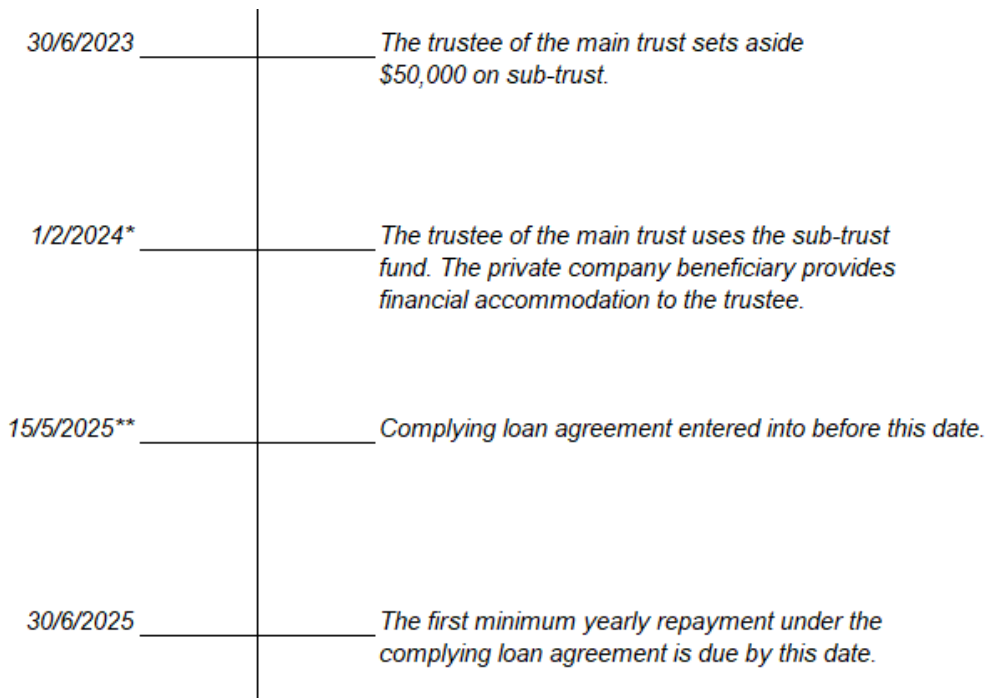 30/6/2023 The trustee of the main trust sets aside
$50,000 on sub-trust.
1/2/2024* The trustee of the main trust uses the sub-trust
fund. The private company beneficiary provides
financial accommodation to the trustee.
15/5/2025** Complying loan agreement entered into before this date.
30/6/2025 The first minimum yearly repayment under the
complying loan agreement is due by this date.